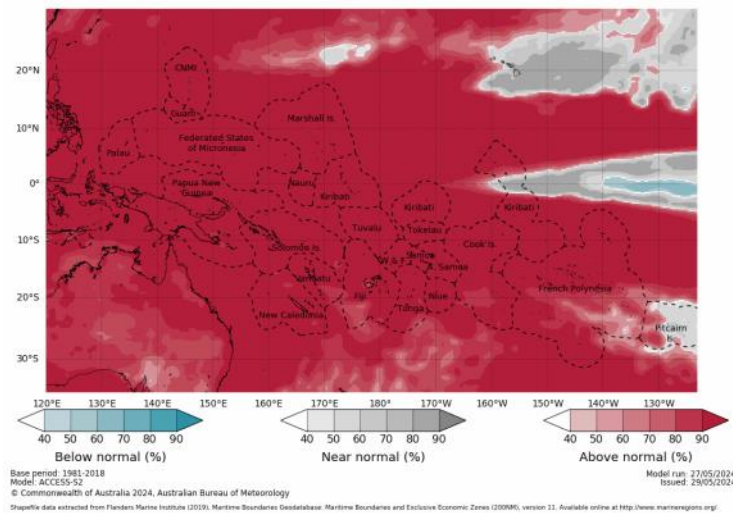 20°N
CNMI
Guam
Marshall Is
10°N
Federated States
of Micronesia
Palau
0°
Papua New
Guinea
Nauru
Kiribati
Kiribati
Kiribati
Tuvalu
Tokelau
10°S
Solomon Is
Samoa
Cook Is
W & F
A. Samoa
Vanuatu
20°S
Fiji
Niue
French Polynesia
New Caledonia
Tonga
Pitcairn
Is
30°S
120°E 130°E 140°E 150°E 160°E 170°E 180° 170°W 160°W 150°W 140°W 130°W
40 50 60 70 80 90
Below normal (%)
40 50 60 70 80 90
Near normal (%)
40 50 60 70 80 90
Above normal (%)
Base period: 1981-2018
Model: ACCESS-S2
© Commonwealth of Australia 2024, Australian Bureau of Meteorology
Model run: 27/05/2024
Issued: 29/05/2024
Shapefile data extracted from Flanders Marine Institute (2019), Maritime Boundaries Geodatabase: Maritime Boundaries and Exclusive Economic Zones (200NM), version 11. Available online at http://www.marineregions.org/